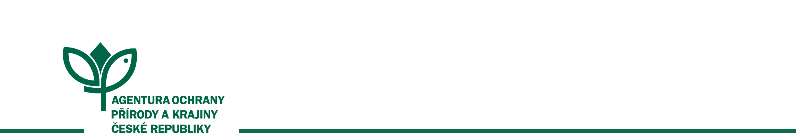 AGENTURA OCHRANY
PŘÍRODY A KRAJINY
ČESKÉ REPUBLIKY